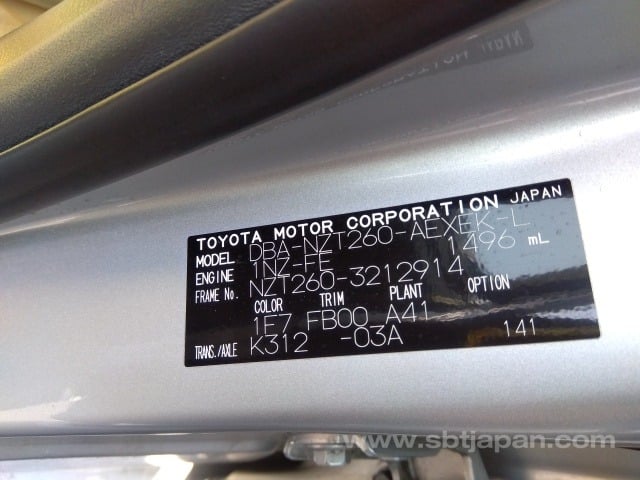 TOYOTA MOTOR CORPORATION JAPAN
MODEL DBA-NZT260-AEXEK-L
ENGINE 1NZ-FE 1496 mL
FRAME No. NZT260-3212914
COLOR TRIM PLANT OPTION
1E7 FB00 A41
TRANS./AXLE K312 -03A 141
www.sbtjapan.com